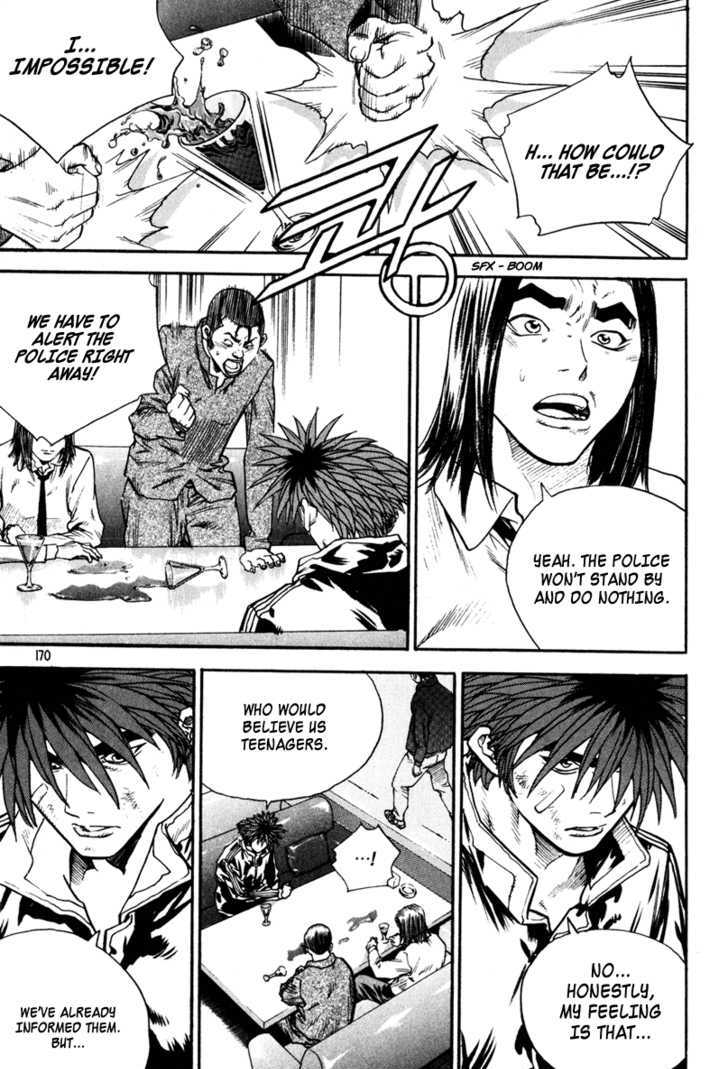 I...
IMPOSSIBLE!
H... HOW COULD
THAT BE...!?
쾅
SFX - BOOM
WE HAVE TO
ALERT THE
POLICE RIGHT
AWAY!
YEAH. THE POLICE
WON'T STAND BY
AND DO NOTHING.
170
WE'VE ALREADY
INFORMED THEM.
BUT...
WHO WOULD
BELIEVE US
TEENAGERS.
...!
NO...
HONESTLY,
MY FEELING
IS THAT...